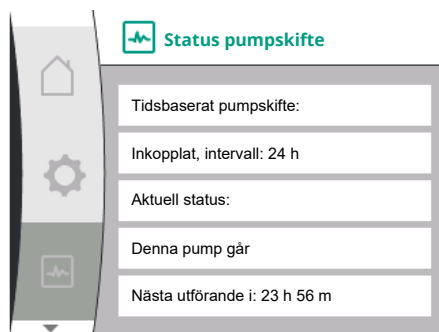 Status pumpskifte
Tidsbaserat pumpskifte:
Inkopplat, intervall: 24 h
Aktuell status:
Denna pump går
Nästa utförande i: 23 h 56 m